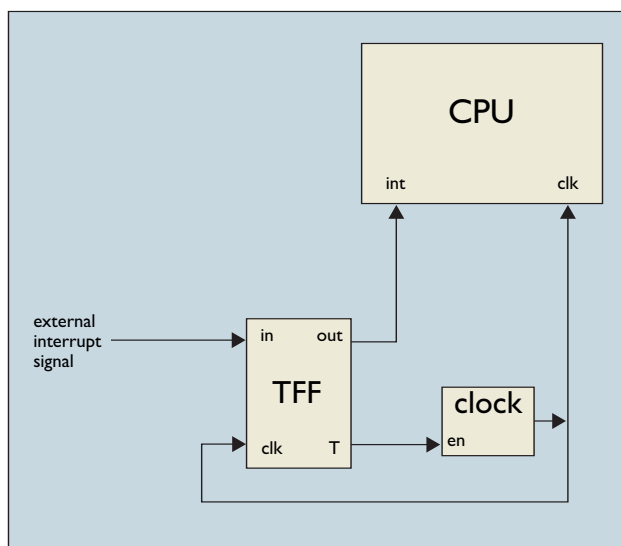 CPU
int clk
external
interrupt
signal
in out
TFF
clk T
clock
en